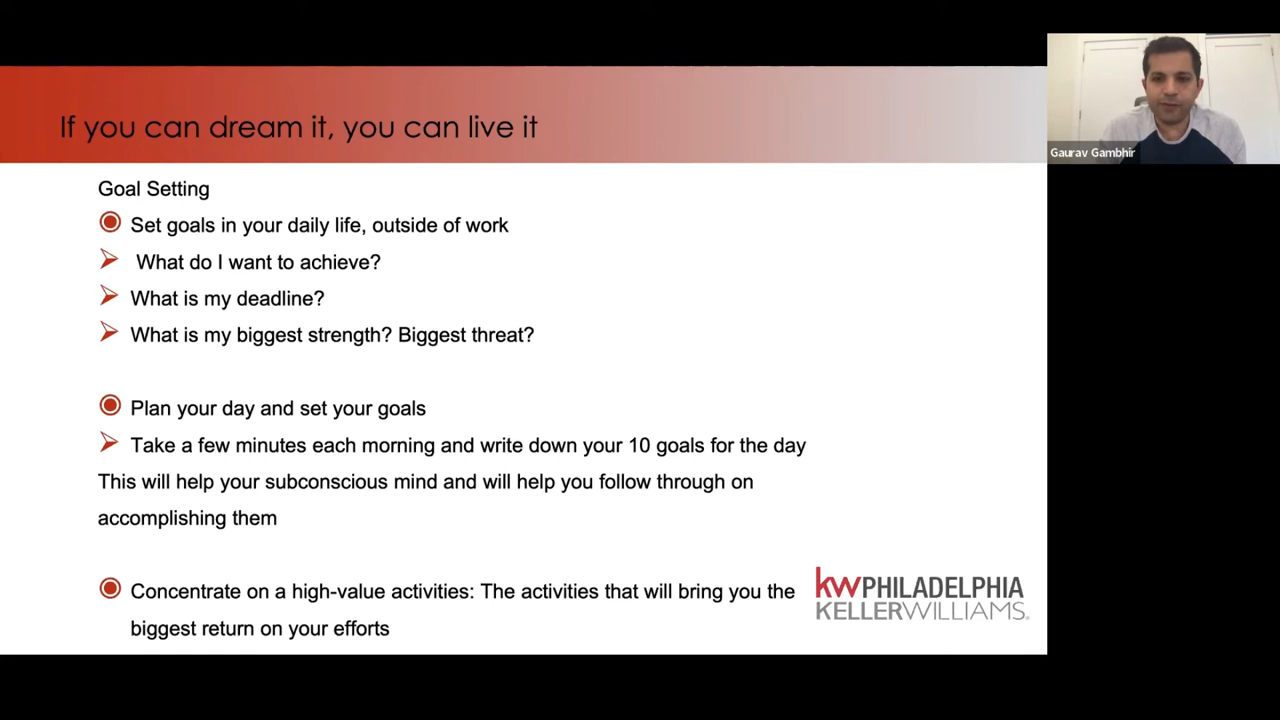 If you can dream it, you can live it
Gaurav Gambhir
Goal Setting
Set goals in your daily life, outside of work
What do I want to achieve?
What is my deadline?
What is my biggest strength? Biggest threat?
Plan your day and set your goals
Take a few minutes each morning and write down your 10 goals for the day
This will help your subconscious mind and will help you follow through on
accomplishing them
Concentrate on a high-value activities: The activities that will bring you the
biggest return on your efforts
kwPHILADELPHIA
KELLERWILLIAMS®